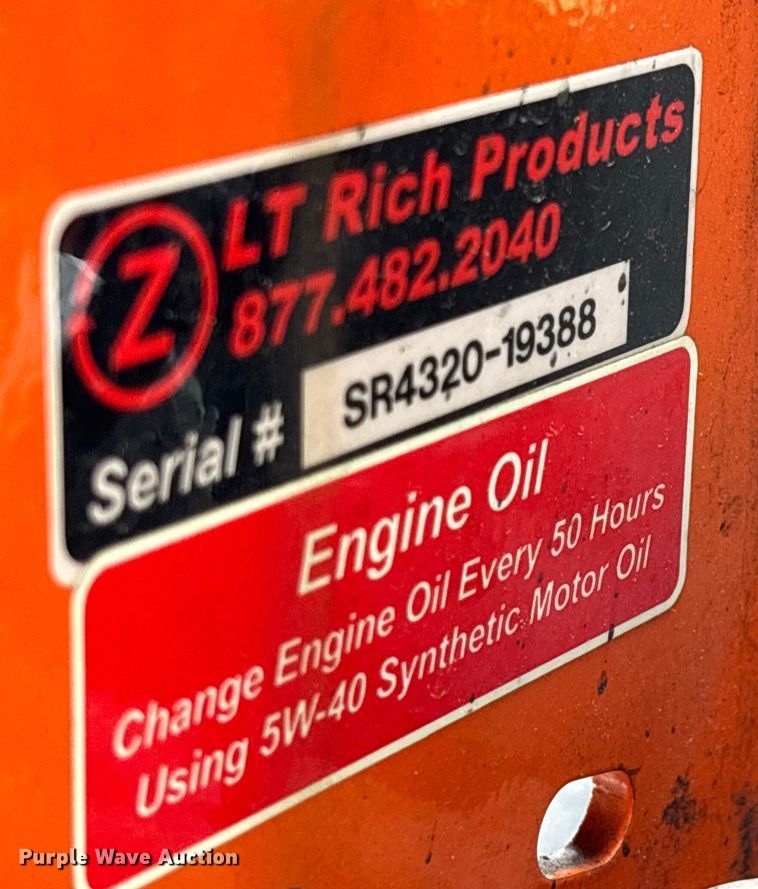 Z LT Rich Products
877.482.2040
Serial # SR4320-19388
Engine Oil
Change Engine Oil Every 50 Hours
Using 5W-40 Synthetic Motor Oil
Purple Wave Auction